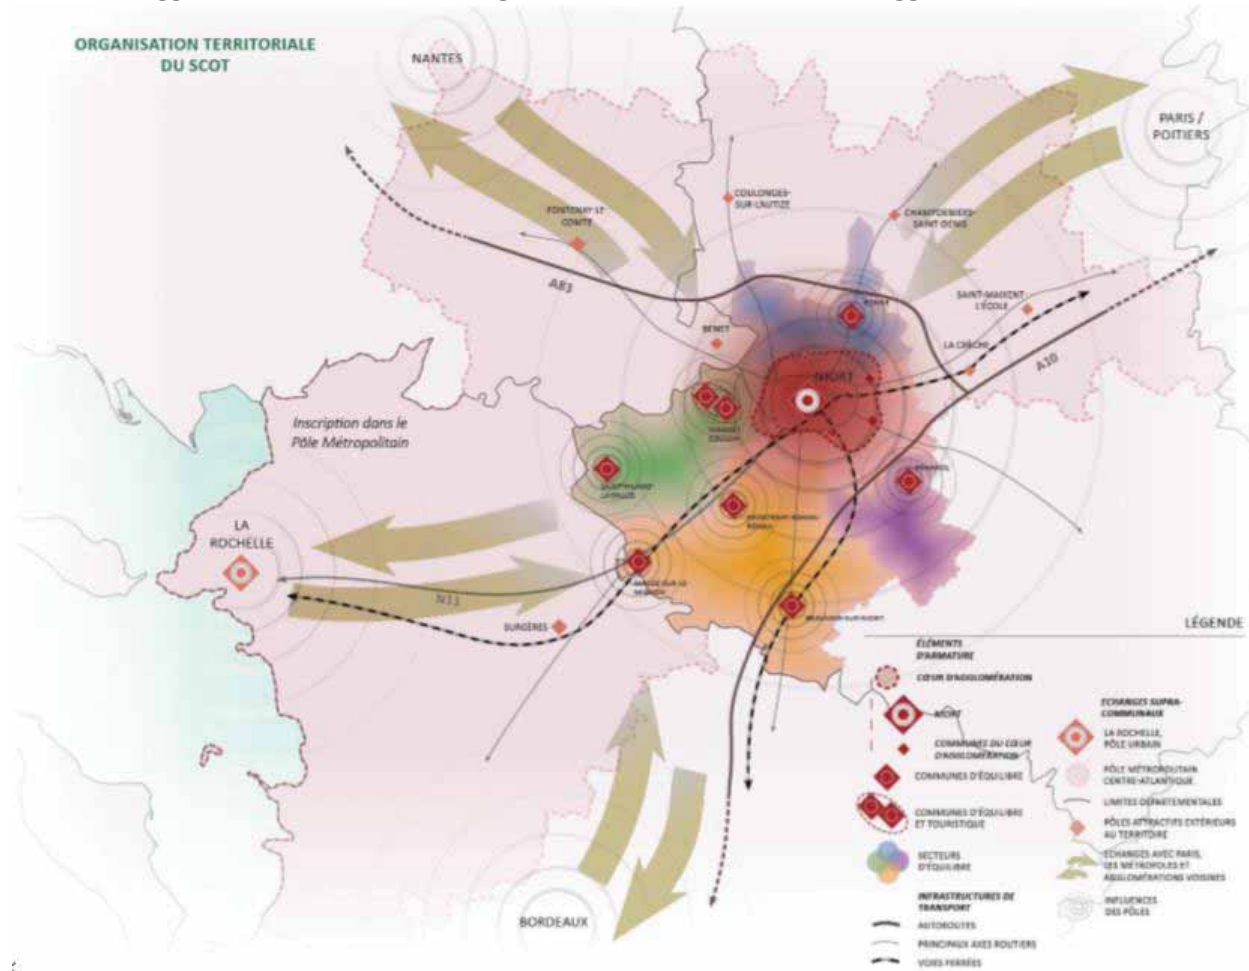 ORGANISATION TERRITORIALE
DU SCOT
NANTES
PARIS /
POITIERS
COULONGES-
SUR-L'AUTIZE
FONTENAY-LE-
COMTE
CHAMPDENIERS-
SAINT DENIS
A83
SAINT-MAIXENT-
L'ÉCOLE
BENET
LA CRÈCHE
A10
NIORT
Inscription dans le
Pôle Métropolitain
LA
ROCHELLE
N11
SURGÈRES
BORDEAUX
LÉGENDE
ÉLÉMENTS
D'ARMATURE
CŒUR D'AGGLOMÉRATION
NIORT
COMMUNES DU CŒUR
D'AGGLOMÉRATION
COMMUNES D'ÉQUILIBRE
COMMUNES D'ÉQUILIBRE
ET TOURISTIQUE
SECTEURS
D'ÉQUILIBRE
INFRASTRUCTURES DE
TRANSPORT
AUTOROUTES
PRINCIPAUX AXES ROUTIERS
VOIES FERRÉES
ECHANGES SUPRA-
COMMUNAUX
LA ROCHELLE,
PÔLE URBAIN
PÔLE MÉTROPOLITAIN
CENTRE-ATLANTIQUE
LIMITES DÉPARTEMENTALES
PÔLES ATTRACTIFS EXTÉRIEURS
AU TERRITOIRE
ECHANGES AVEC PARIS,
LES MÉTROPOLES ET
AGGLOMÉRATIONS VOISINES
INFLUENCES
DES PÔLES